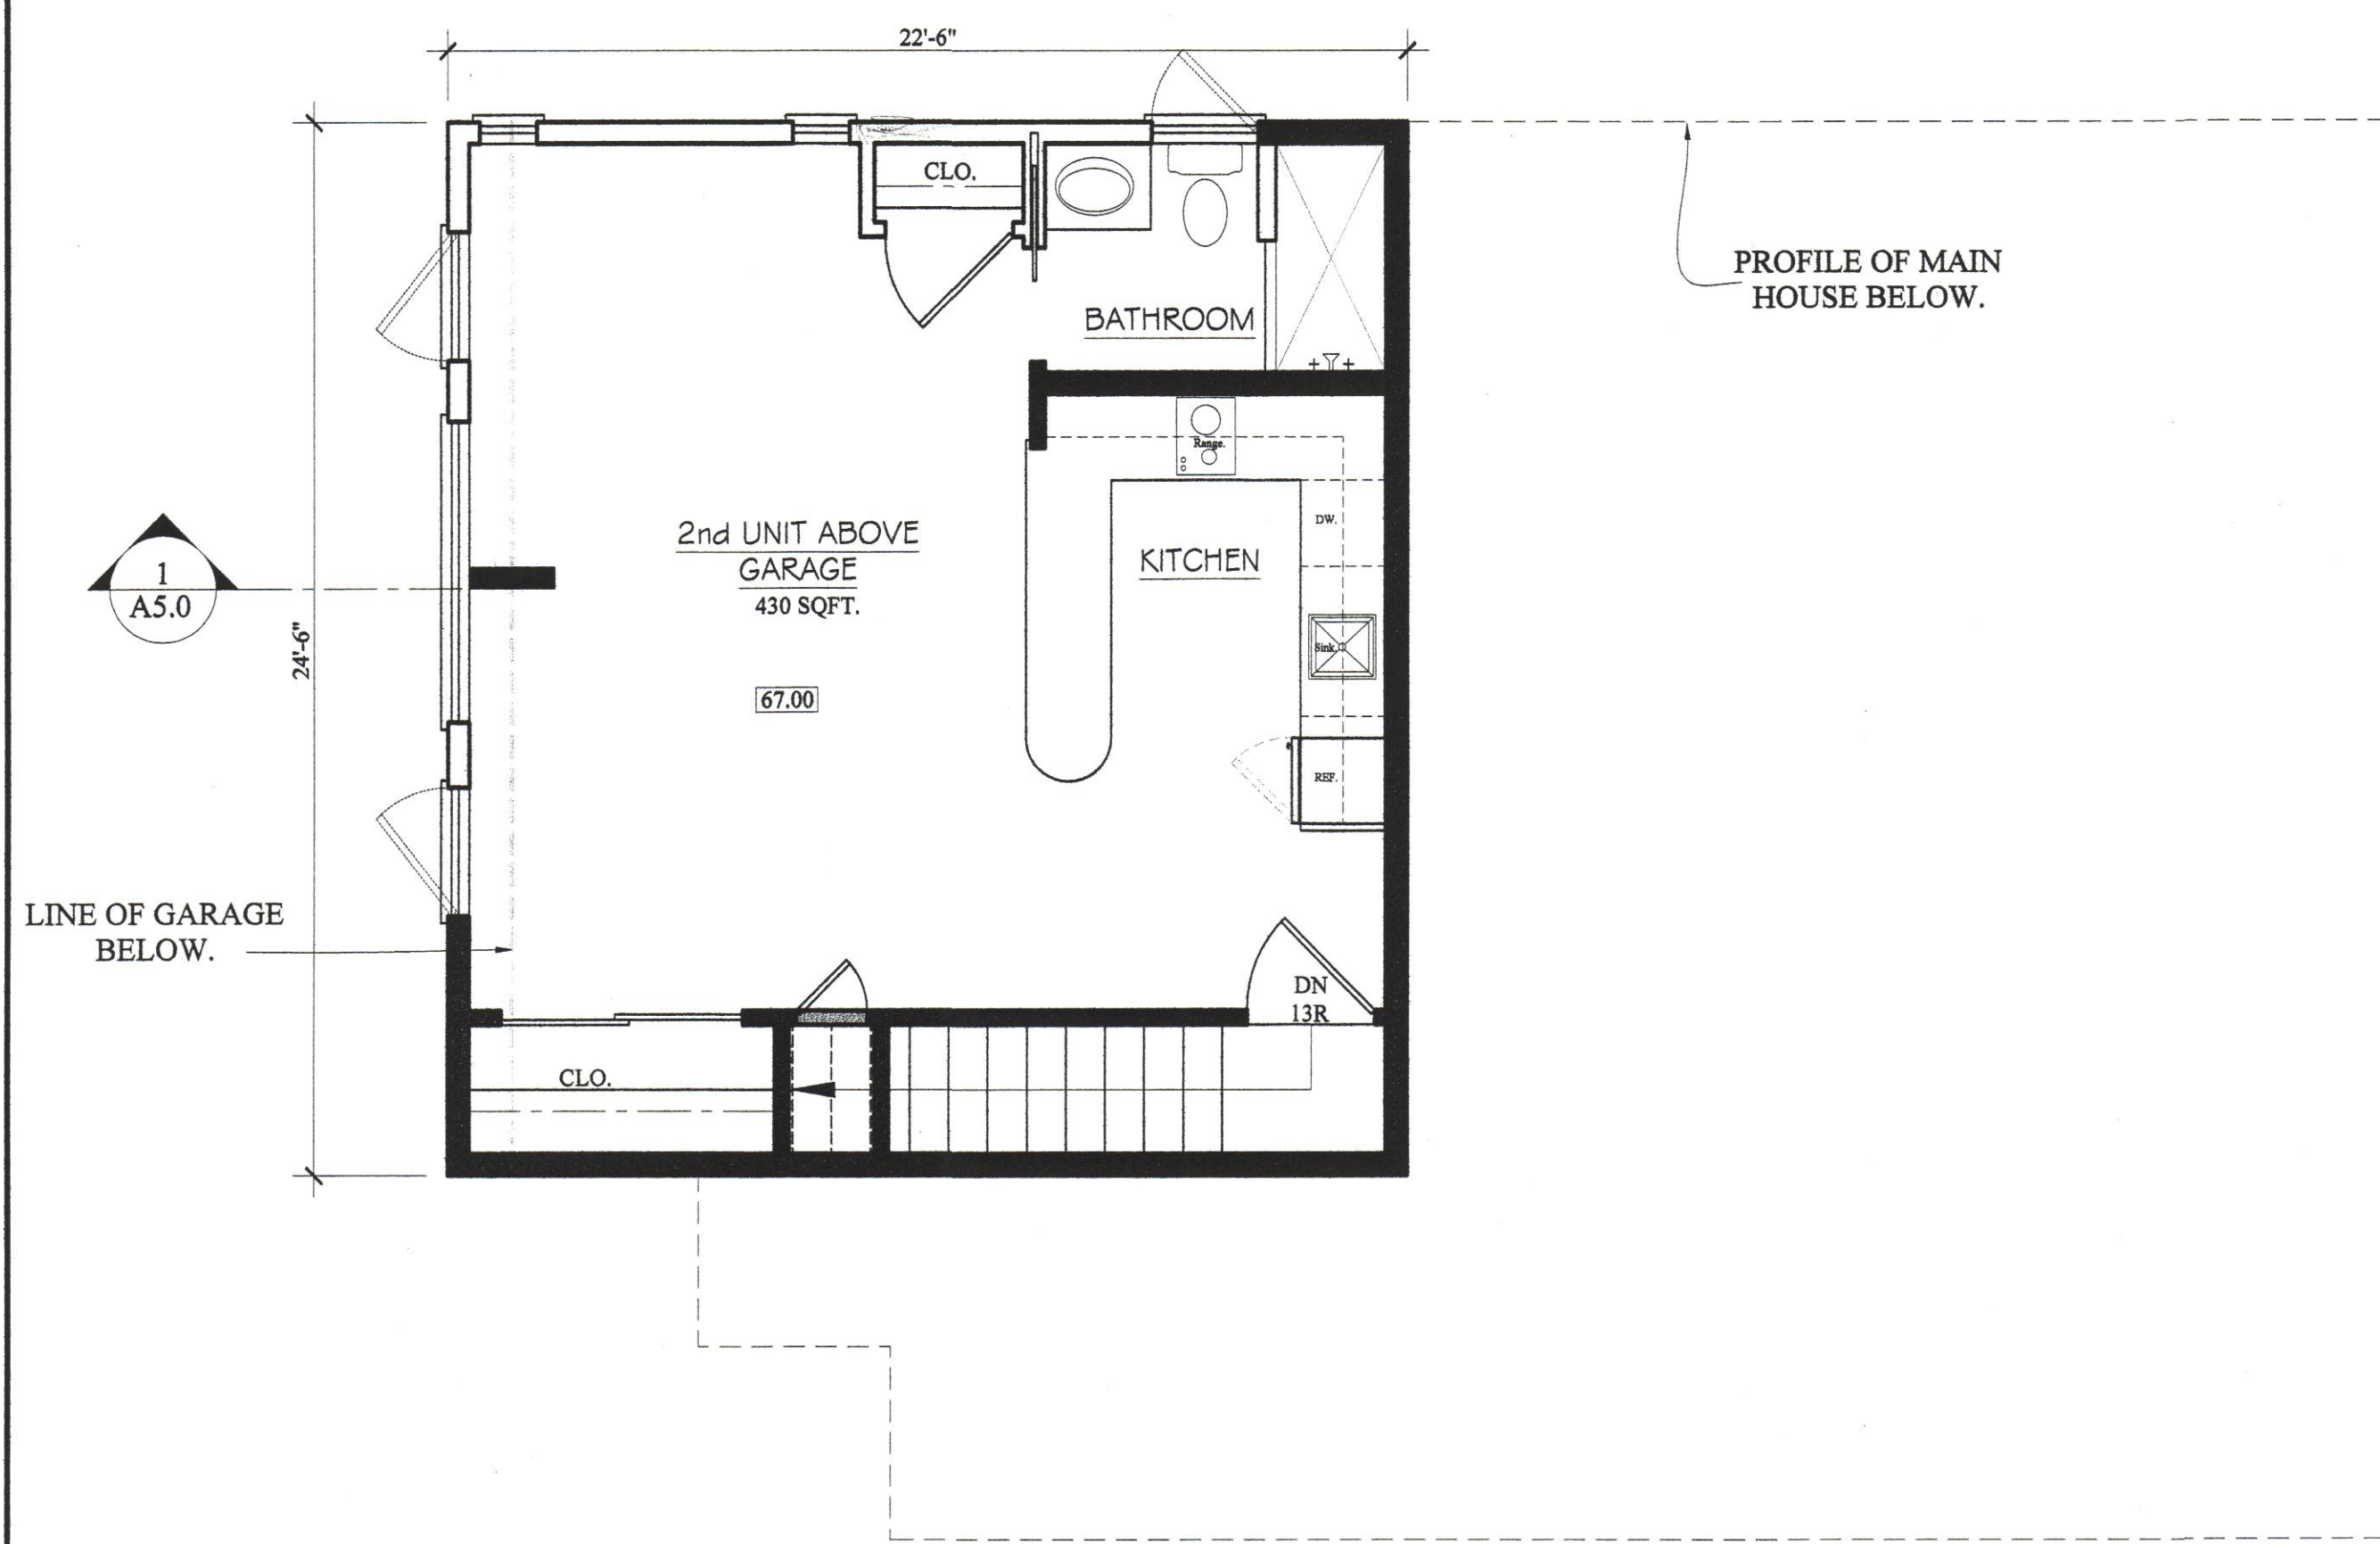 22'-6"
CLO.
PROFILE OF MAIN
HOUSE BELOW.
BATHROOM
Range.
DW.
2nd UNIT ABOVE
GARAGE
430 SQFT.
KITCHEN
1
A5.0
24'-6"
Sink.
67.00
REF.
LINE OF GARAGE
BELOW.
DN
13R
CLO.